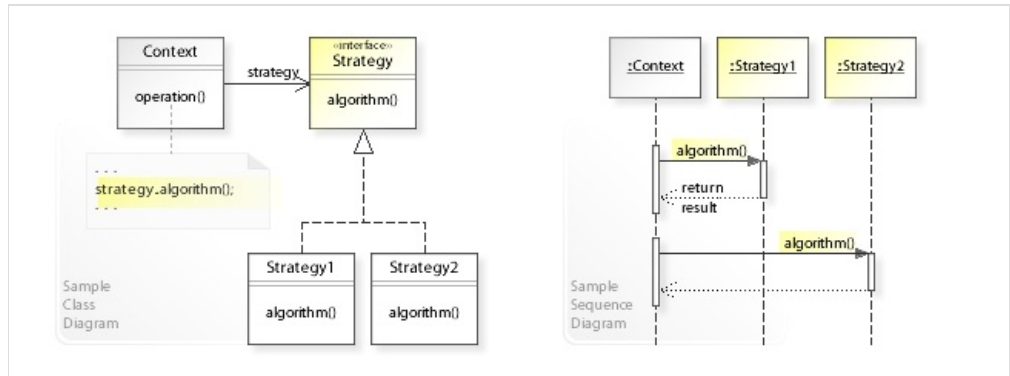 Context
operation()
strategy
«interface»
Strategy
algorithm()
. . .
strategy.algorithm();
. . .
Strategy1
algorithm()
Strategy2
algorithm()
Sample
Class
Diagram
:Context
:Strategy1
:Strategy2
algorithm()
return
result
algorithm()
Sample
Sequence
Diagram